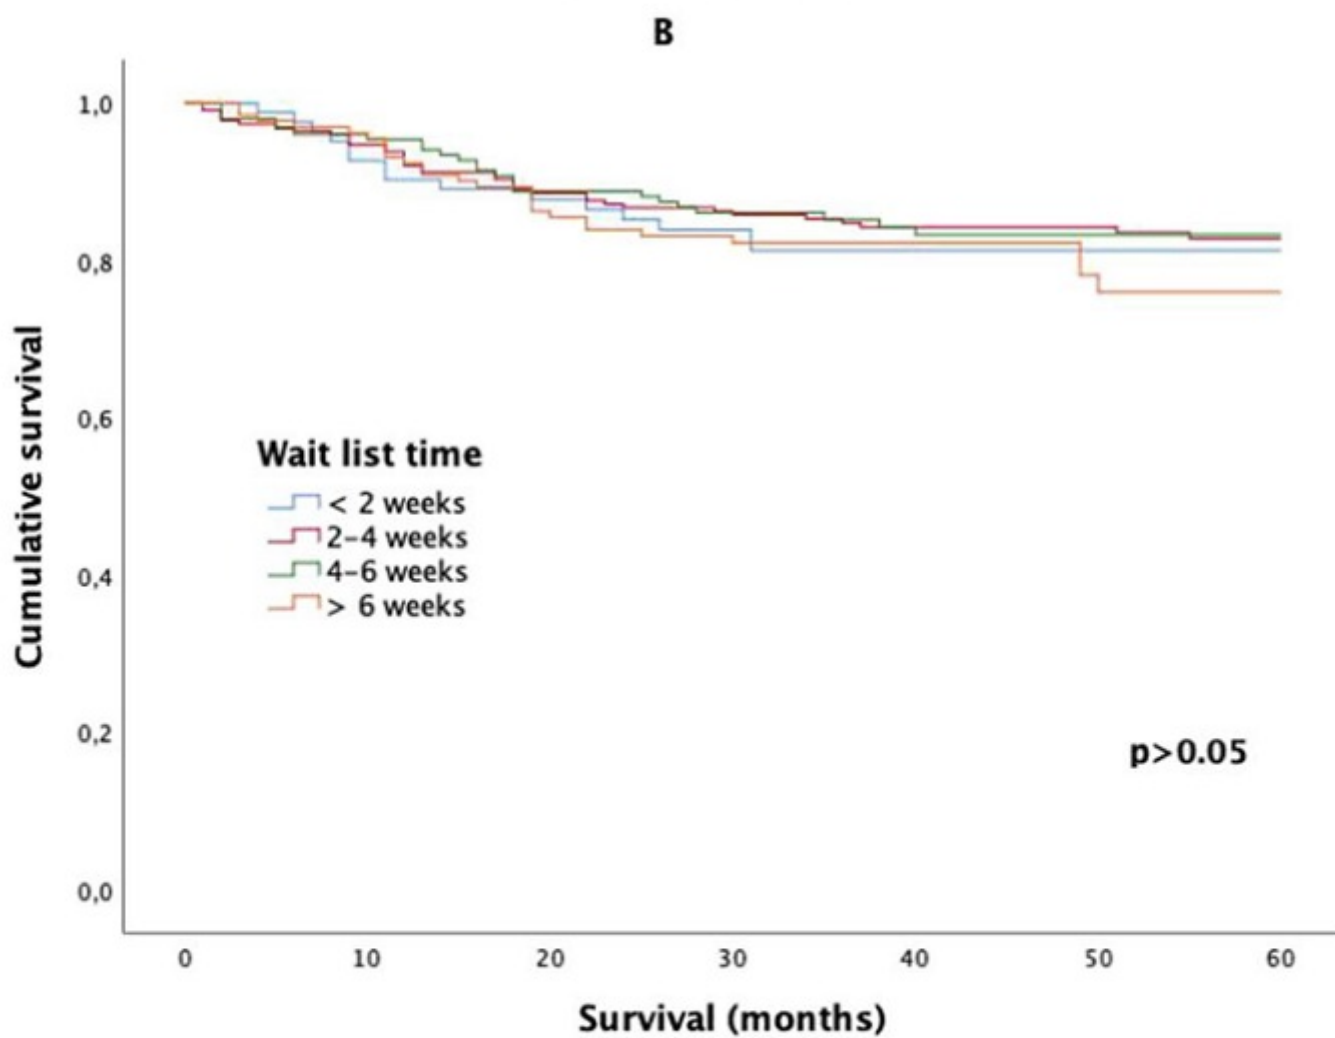 B
1,0
0,8
0,6
0,4
0,2
0,0
Cumulative survival
Wait list time
< 2 weeks
2-4 weeks
4-6 weeks
> 6 weeks
p>0.05
0 10 20 30 40 50 60
Survival (months)